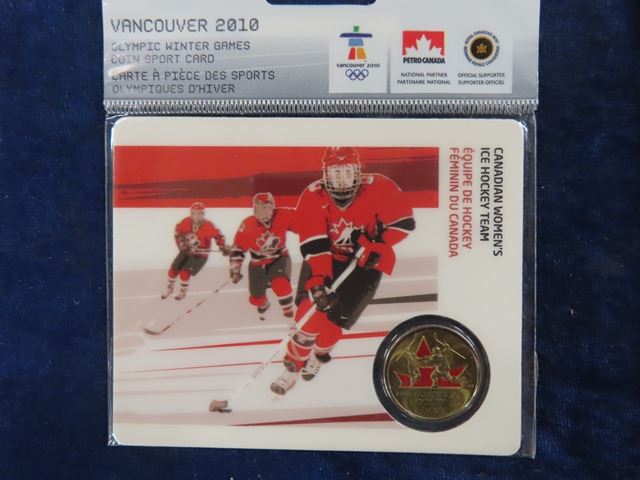 VANCOUVER 2010
OLYMPIC WINTER GAMES
COIN SPORT CARD
CARTE À PIÈCE DES SPORTS
OLYMPIQUES D'HIVER
vancouver 2010
PETRO-CANADA
NATIONAL PARTNER
PARTENAIRE NATIONAL
OFFICIAL SUPPORTER
SUPPORTER OFFICIEL
CANADIAN WOMEN'S
ICE HOCKEY TEAM
ÉQUIPE DE HOCKEY
FÉMININ DU CANADA